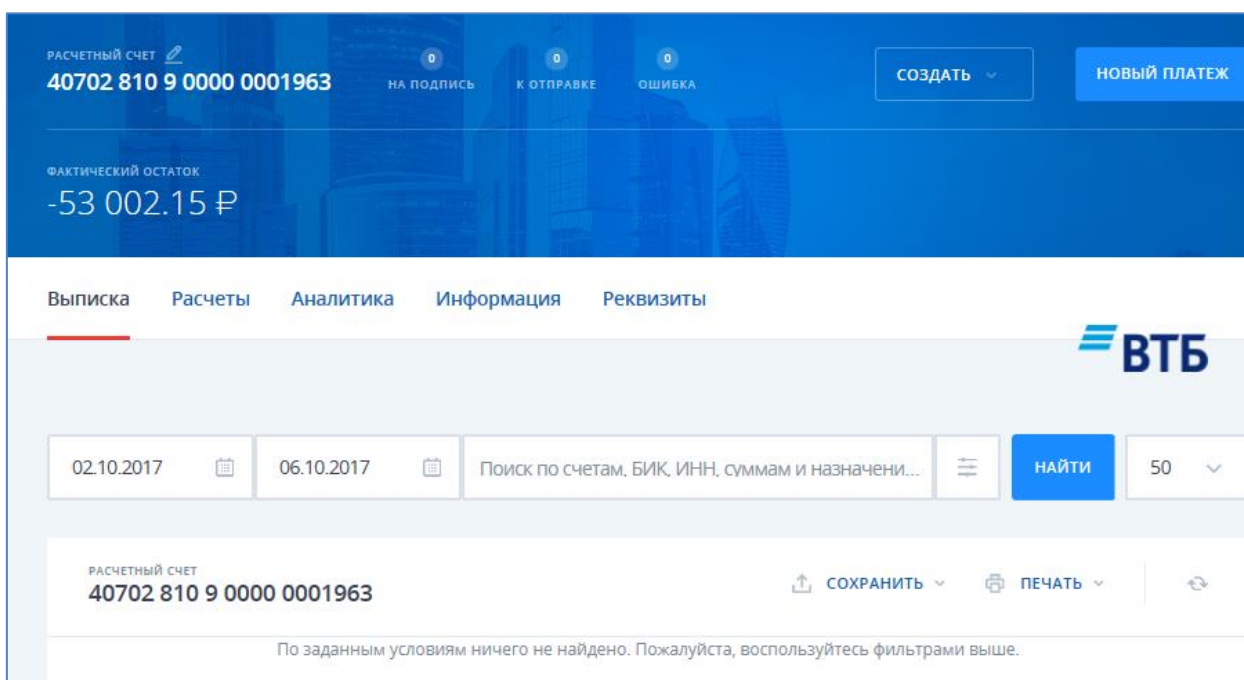 РАСЧЕТНЫЙ СЧЕТ
40702 810 9 0000 0001963
0 0 0
НА ПОДПИСЬ К ОТПРАВКЕ ОШИБКА
СОЗДАТЬ НОВЫЙ ПЛАТЕЖ
ФАКТИЧЕСКИЙ ОСТАТОК
-53 002.15 ₽
Выписка Расчеты Аналитика Информация Реквизиты
ВТБ
02.10.2017 06.10.2017 Поиск по счетам, БИК, ИНН, суммам и назначени... НАЙТИ 50
РАСЧЕТНЫЙ СЧЕТ
40702 810 9 0000 0001963
СОХРАНИТЬ ПЕЧАТЬ
По заданным условиям ничего не найдено. Пожалуйста, воспользуйтесь фильтрами выше.